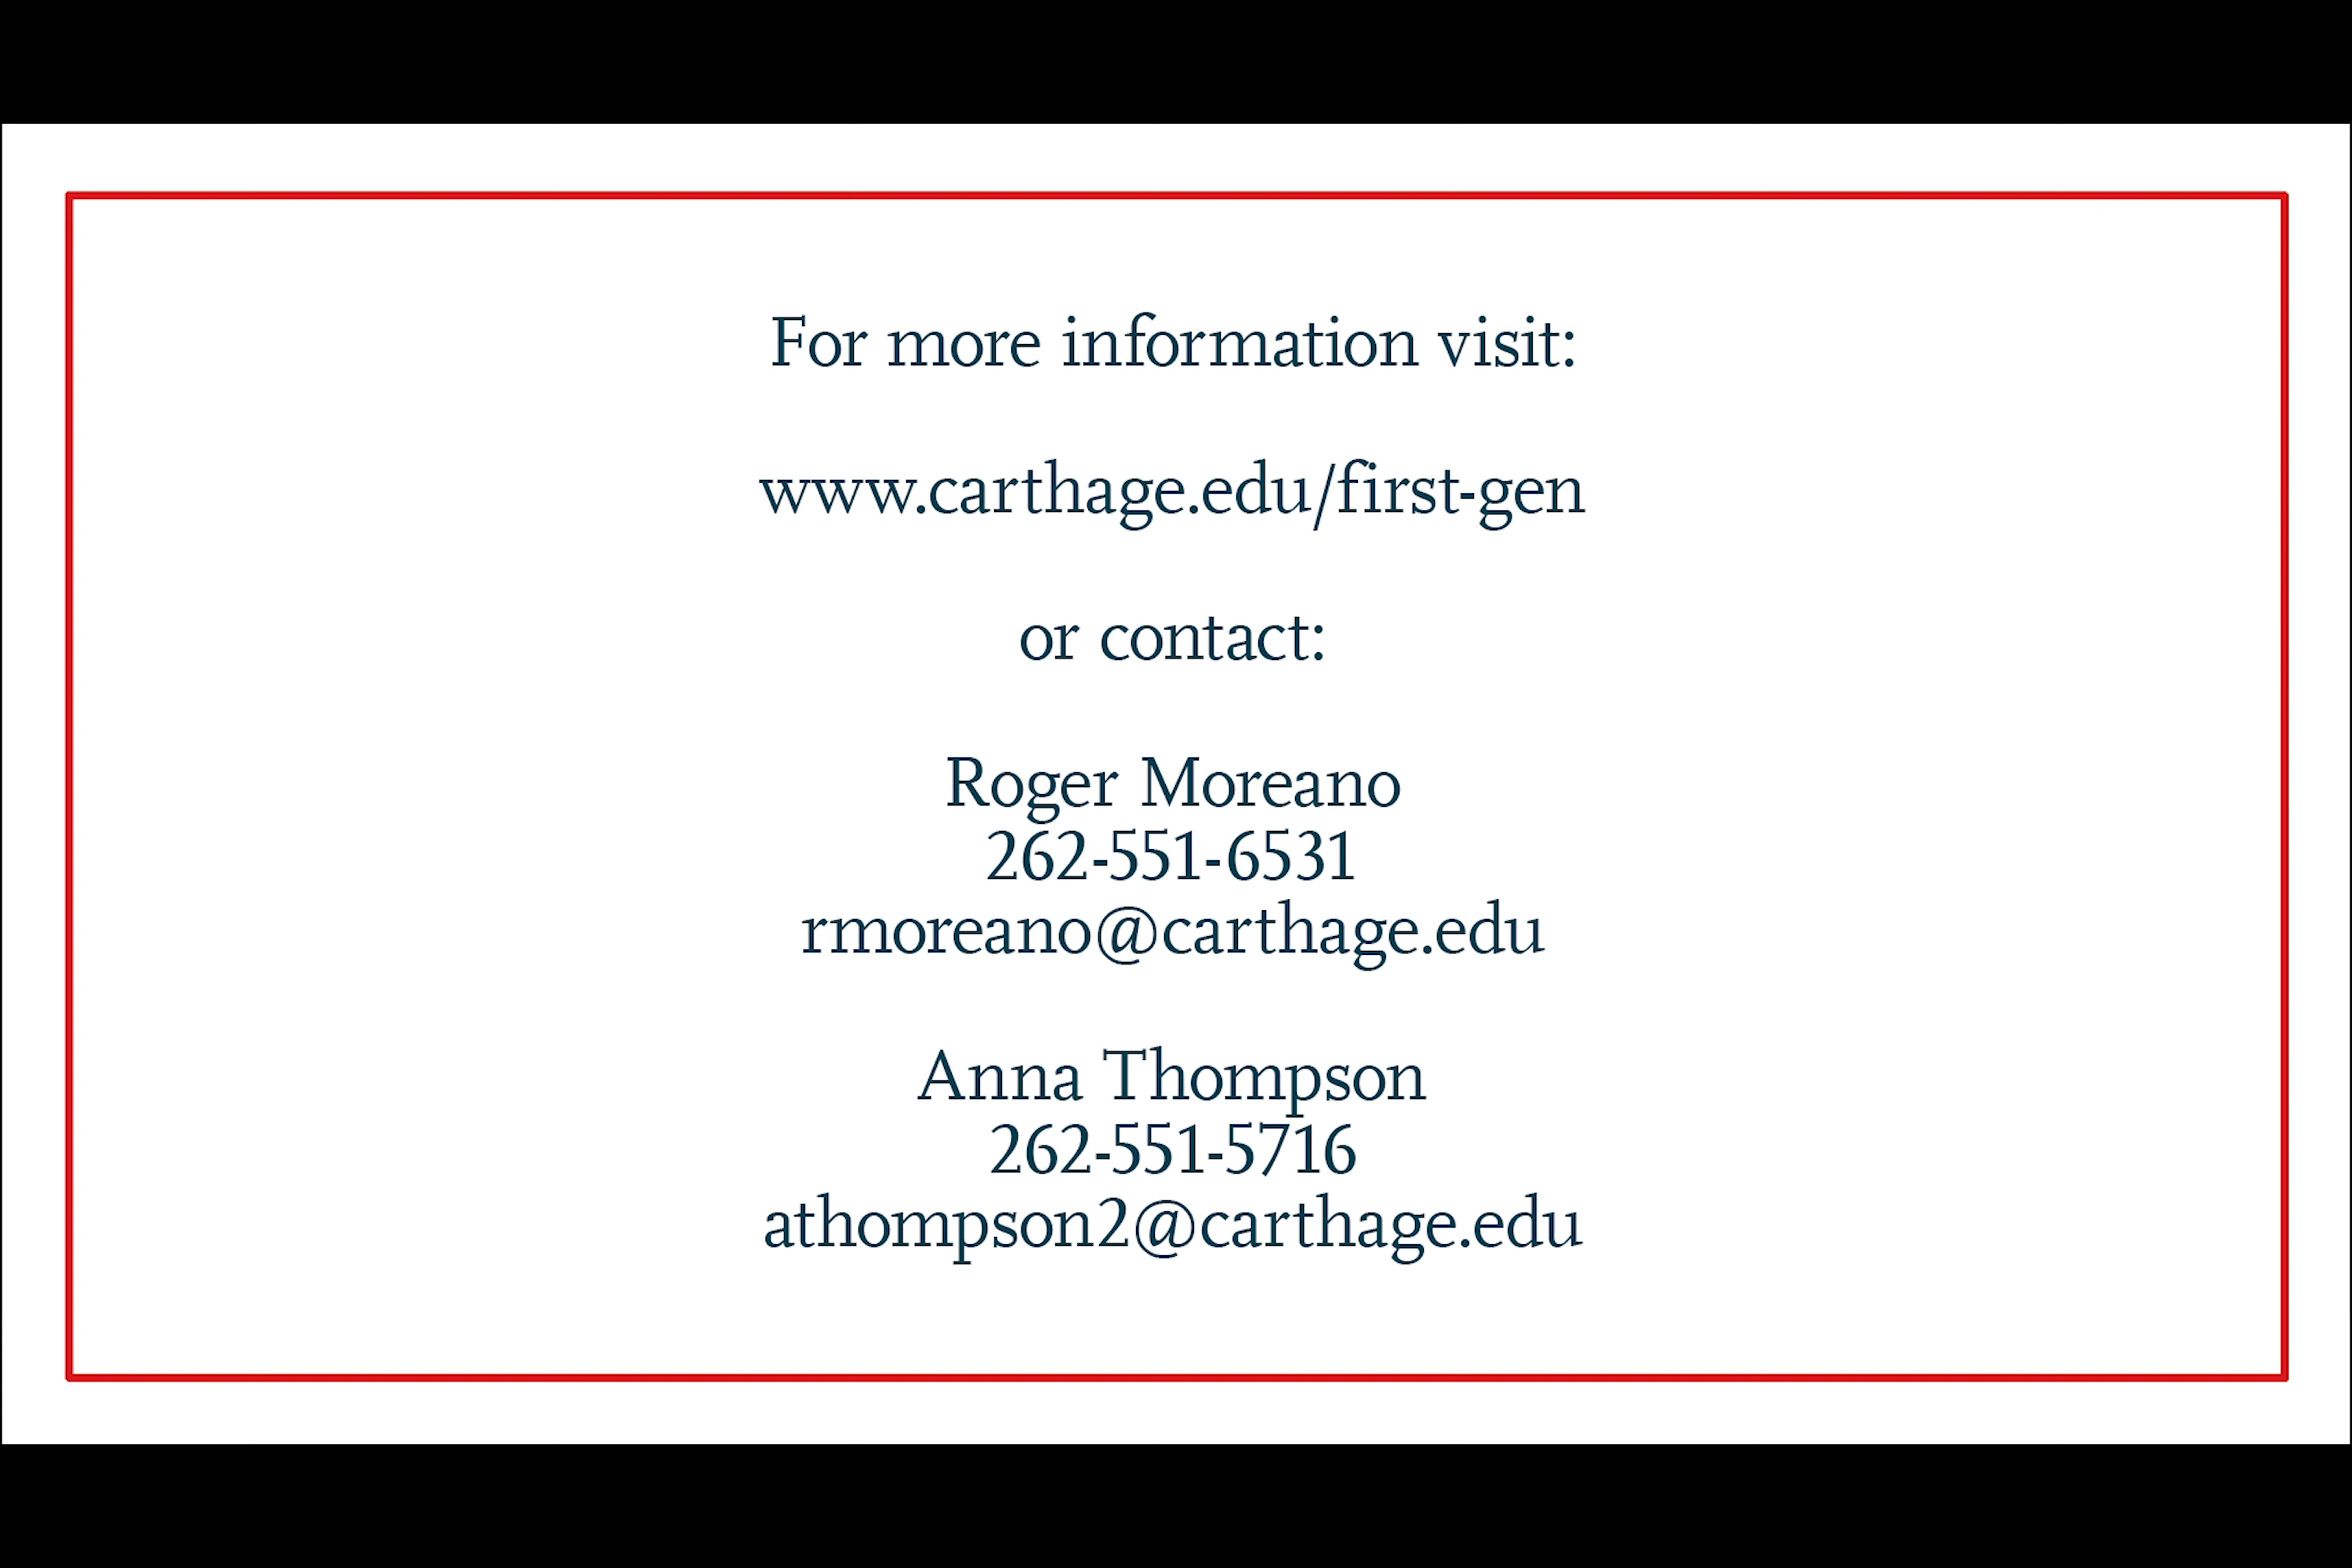 For more information visit:
www.carthage.edu/first-gen
or contact:
Roger Moreano
262-551-6531
rmoreano@carthage.edu
Anna Thompson
262-551-5716
athompson2@carthage.edu